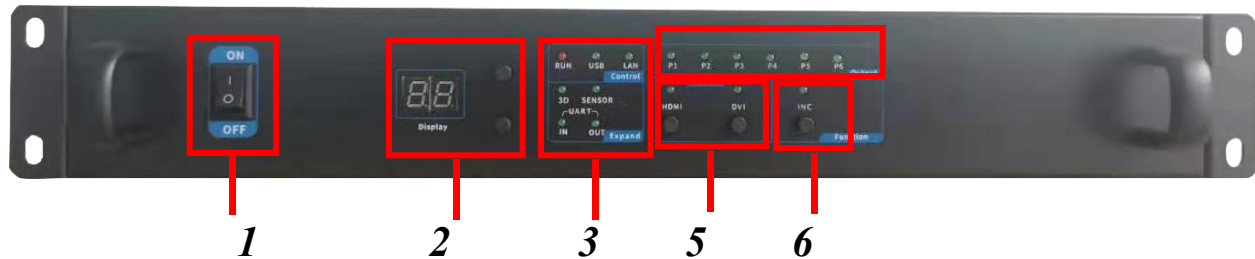 ON
OFF
88
Display
RUN USB LAN
Control
3D SENSOR
UART
IN OUT
Expand
P1 P2 P3 P4 P5 P6
Output
HDMI DVI
INC
Function
1 2 3 5 6